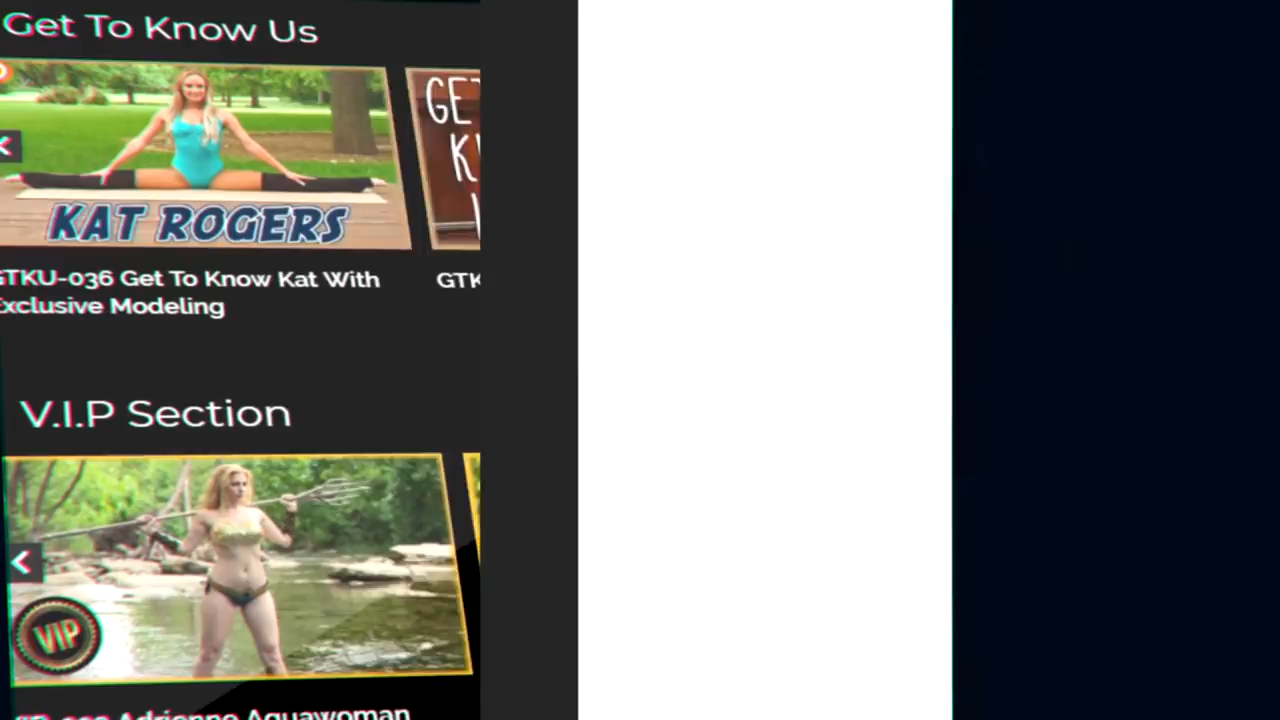 Get To Know Us
GET
KAT ROGERS
GTKU-036 Get To Know Kat With
Exclusive Modeling
V.I.P Section
VIP
Adrienne Aquawoman